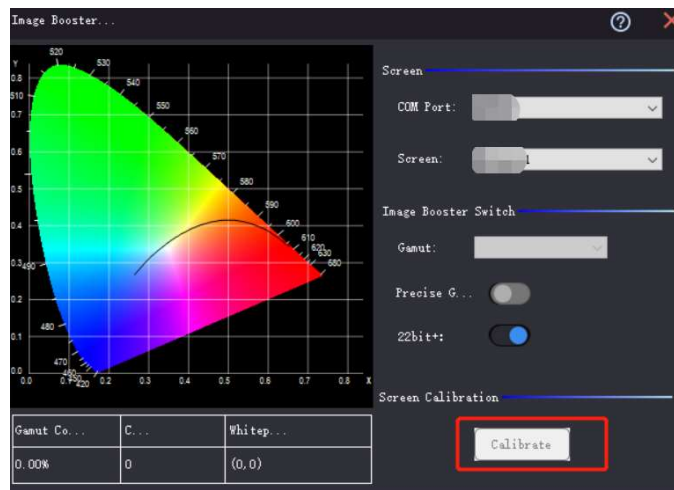 Image Booster...
Y
520
530
540
550
560
570
580
590
600
610
620
630
680
510
490
480
470
420
0.8
0.7
0.6
0.5
0.4
0.3
0.2
0.1
0.0
0.0 0.1 0.2 0.3 0.4 0.5 0.6 0.7 0.8 X
Gamut Co... C... Whitep...
0.00% 0 (0,0)
Screen
COM Port:
Screen:
Image Booster Switch
Gamut:
Precise G...
22bit+:
Screen Calibration
Calibrate